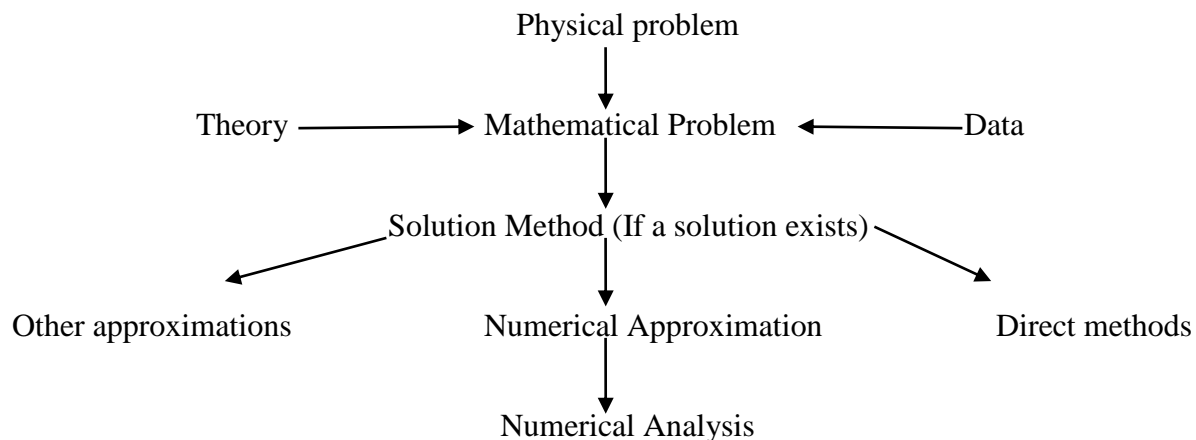 Physical problem
Theory Mathematical Problem Data
Solution Method (If a solution exists)
Other approximations Numerical Approximation Direct methods
Numerical Analysis